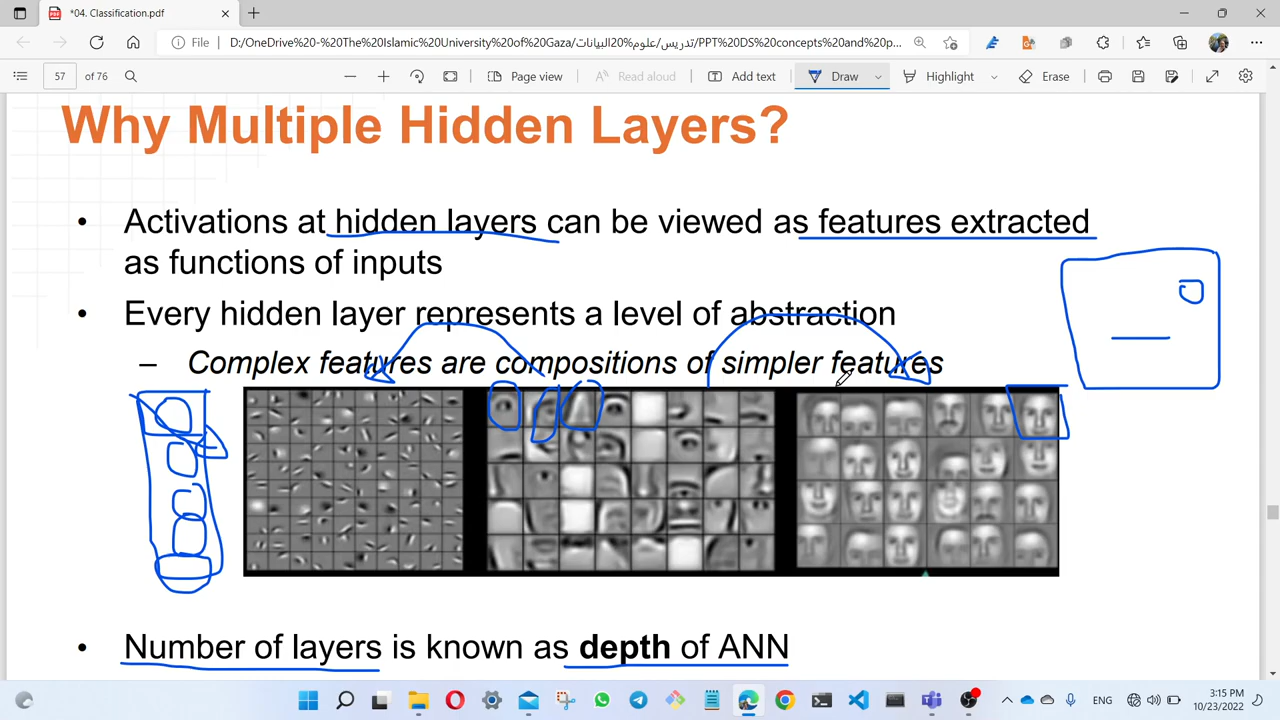 *04. Classification.pdf
File
D:/OneDrive%20-%20The%20Islamic%20University%20of%20Gaza/تدريس/علوم%20البيانات/PPT%20DS%20concepts%20and%20p...
57 of 76
Page view
Read aloud
Add text
Draw
Highlight
Erase
Why Multiple Hidden Layers?
• Activations at hidden layers can be viewed as features extracted
as functions of inputs
• Every hidden layer represents a level of abstraction
– Complex features are compositions of simpler features
• Number of layers is known as depth of ANN
ENG
3:15 PM
10/23/2022